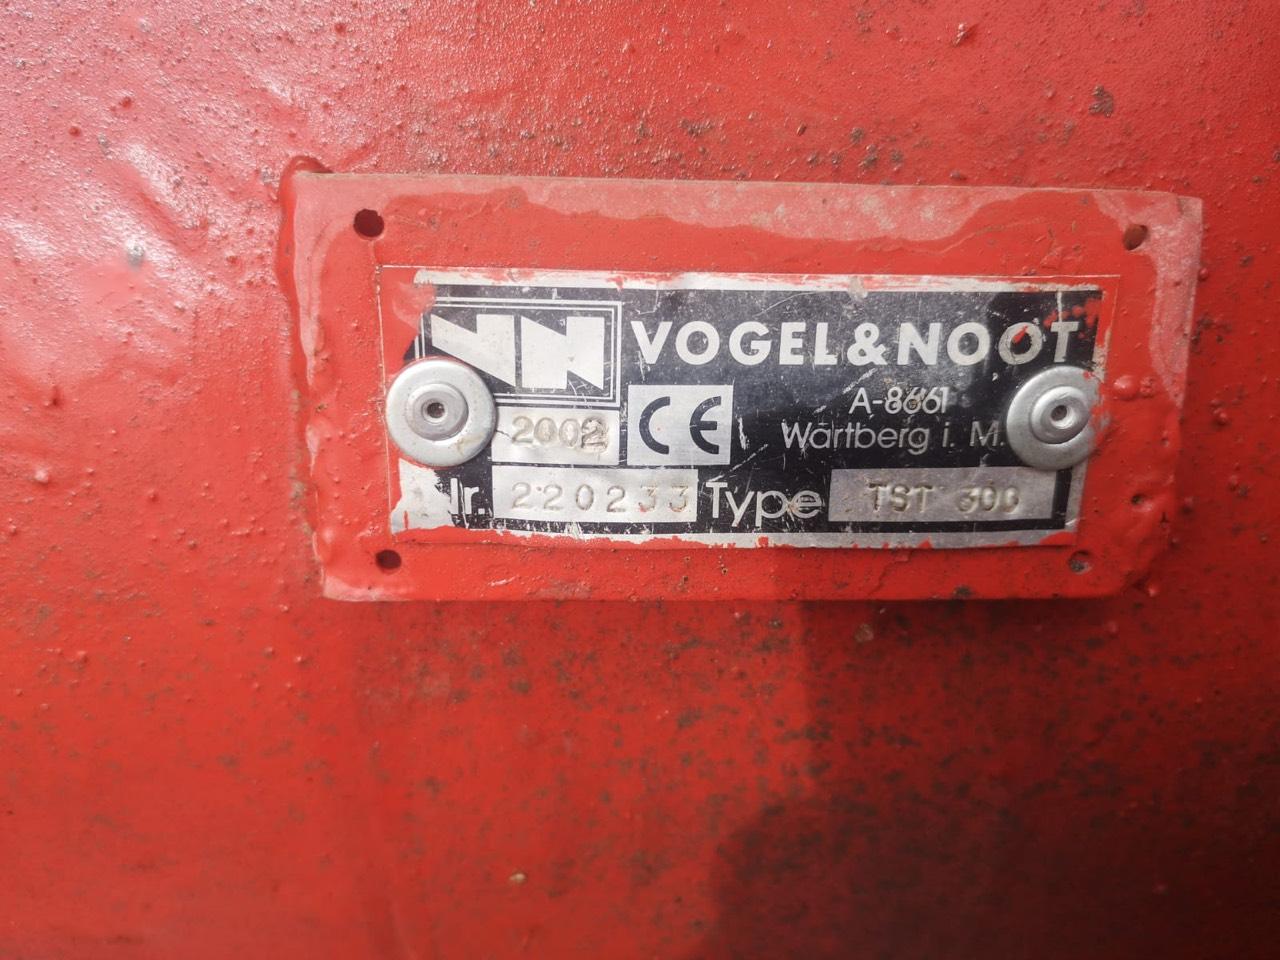 VN VOGEL&NOOT
A-8661
2002 CE Wartberg i. M.
Nr. 220233 Type TST 300